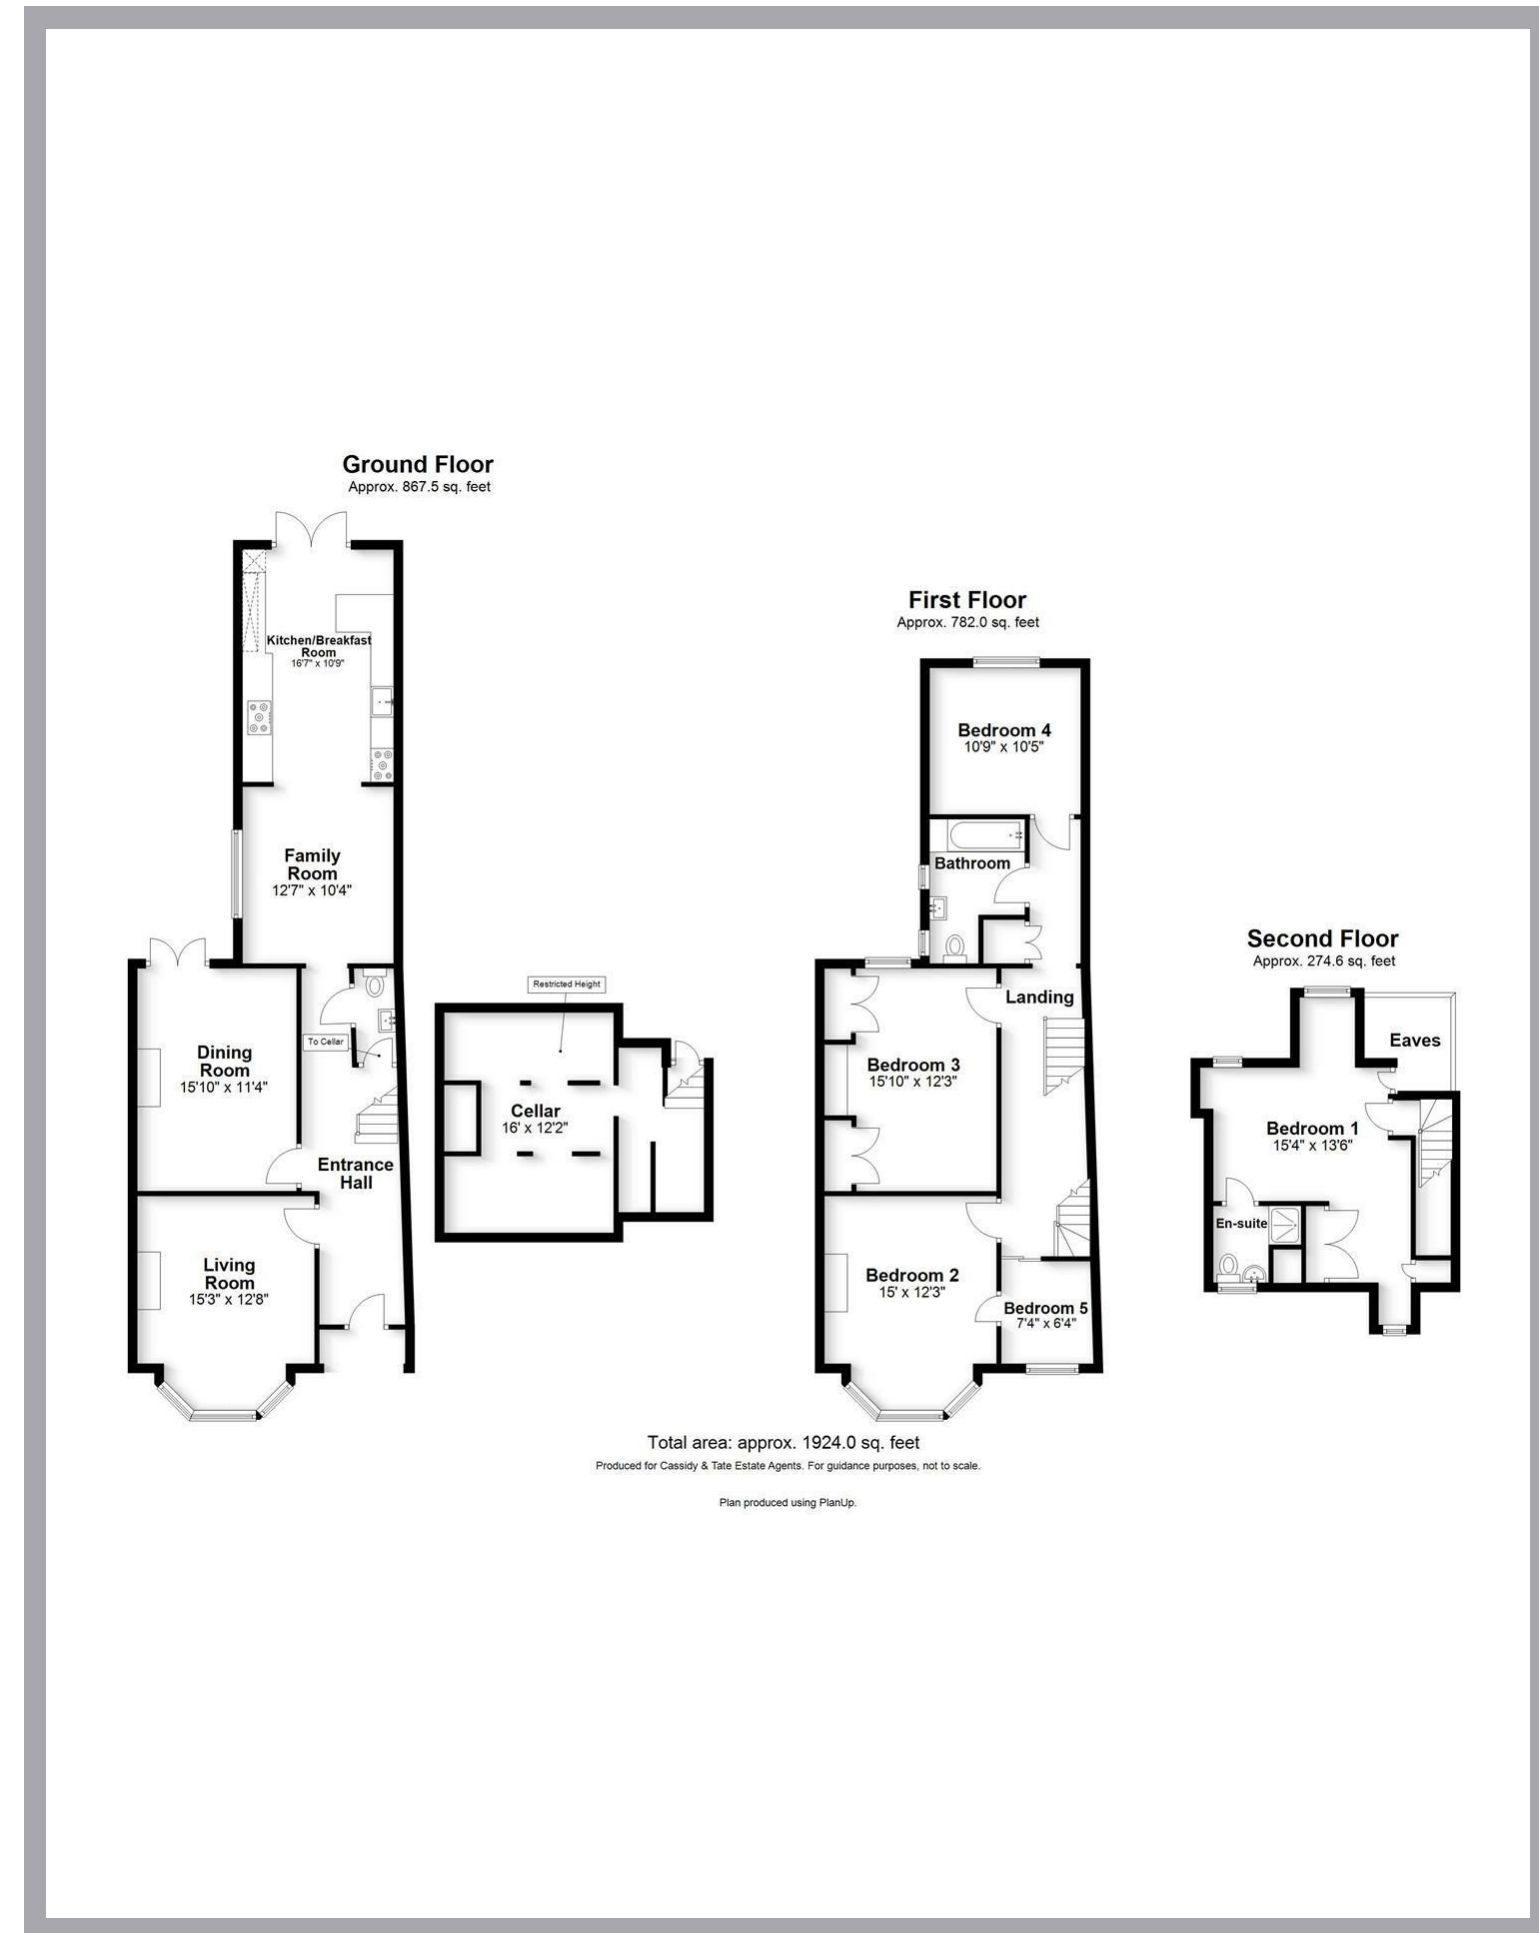 Ground Floor
Approx. 867.5 sq. feet
Kitchen/Breakfast
Room
16'7" x 10'9"
Family
Room
12'7" x 10'4"
To Cellar
Dining
Room
15'10" x 11'4"
Entrance
Hall
Living
Room
15'3" x 12'8"
Restricted Height
Cellar
16' x 12'2"
First Floor
Approx. 782.0 sq. feet
Bedroom 4
10'9" x 10'5"
Bathroom
Landing
Bedroom 3
15'10" x 12'3"
Bedroom 2
15' x 12'3"
Bedroom 5
7'4" x 6'4"
Second Floor
Approx. 274.6 sq. feet
Eaves
Bedroom 1
15'4" x 13'6"
En-suite
Total area: approx. 1924.0 sq. feet
Produced for Cassidy & Tate Estate Agents. For guidance purposes, not to scale.
Plan produced using PlanUp.